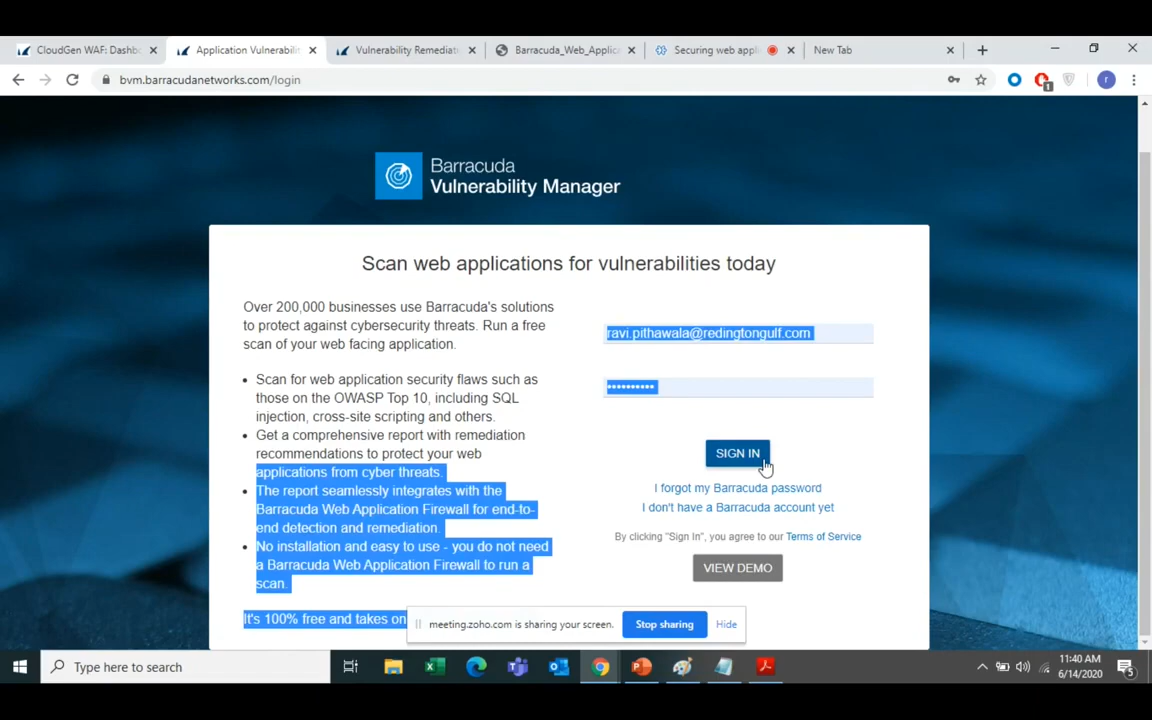 CloudGen WAF: Dashb
Application Vulnerabili
Vulnerability Remediat
Barracuda_Web_Applic
Securing web appl
New Tab
bvm.barracudanetworks.com/login
1
r
Barracuda
Vulnerability Manager
Scan web applications for vulnerabilities today
Over 200,000 businesses use Barracuda's solutions
to protect against cybersecurity threats. Run a free
scan of your web facing application.
• Scan for web application security flaws such as
those on the OWASP Top 10, including SQL
injection, cross-site scripting and others.
• Get a comprehensive report with remediation
recommendations to protect your web
applications from cyber threats.
• The report seamlessly integrates with the
Barracuda Web Application Firewall for end-to-
end detection and remediation.
• No installation and easy to use - you do not need
a Barracuda Web Application Firewall to run a
scan.
It's 100% free and takes on
ravi.pithawala@redingtongulf.com
••••••••••
SIGN IN
I forgot my Barracuda password
I don't have a Barracuda account yet
By clicking "Sign In", you agree to our Terms of Service
VIEW DEMO
meeting.zoho.com is sharing your screen.
Stop sharing
Hide
Type here to search
11:40 AM
6/14/2020
5